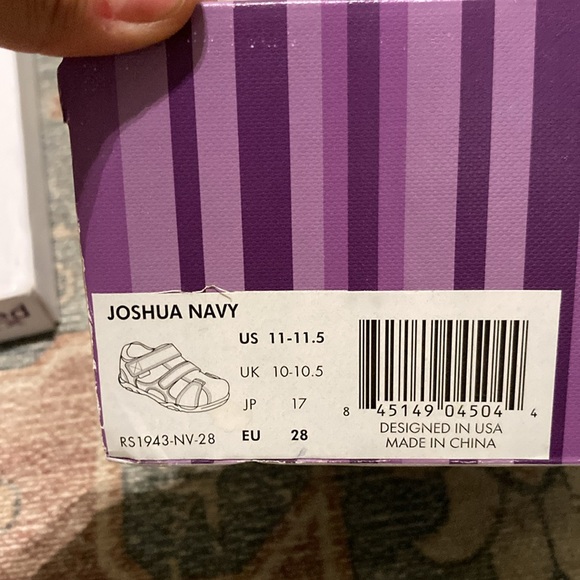 JOSHUA NAVY
US 11-11.5
UK 10-10.5
JP 17
EU 28
RS1943-NV-28
8 45149 04504 4
DESIGNED IN USA
MADE IN CHINA